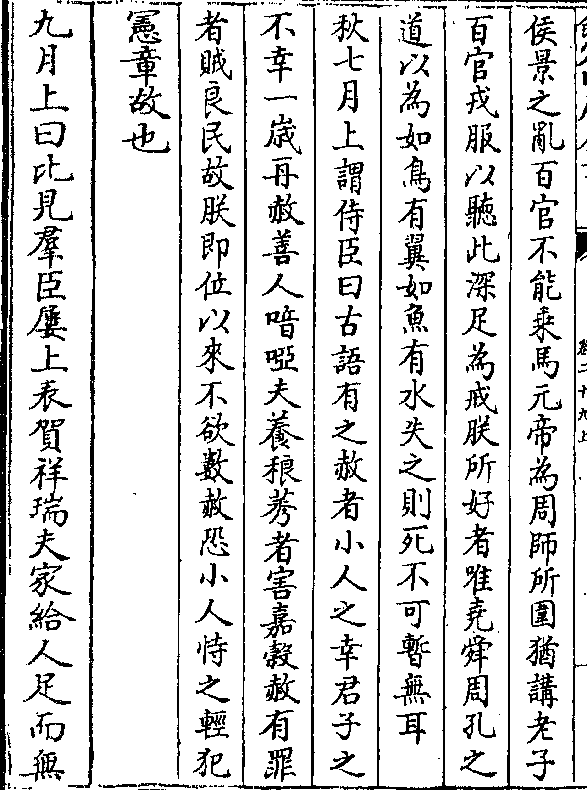 卷二十九上
侯景之亂百官不能乘馬元帝為周師所圍猶講老子
百官戎服以聽此深足為戒朕所好者唯堯舜周孔之
道以為如鳥有翼如魚有水失之則死不可暫無耳
秋七月上謂侍臣曰古語有之赦者小人之幸君子之
不幸一歲再赦善人喑啞夫養稂莠者害嘉穀赦有罪
者賊良民故朕即位以來不欲數赦恐小人恃之輕犯
憲章故也
九月上曰比見羣臣屢上表賀祥瑞夫家給人足而無